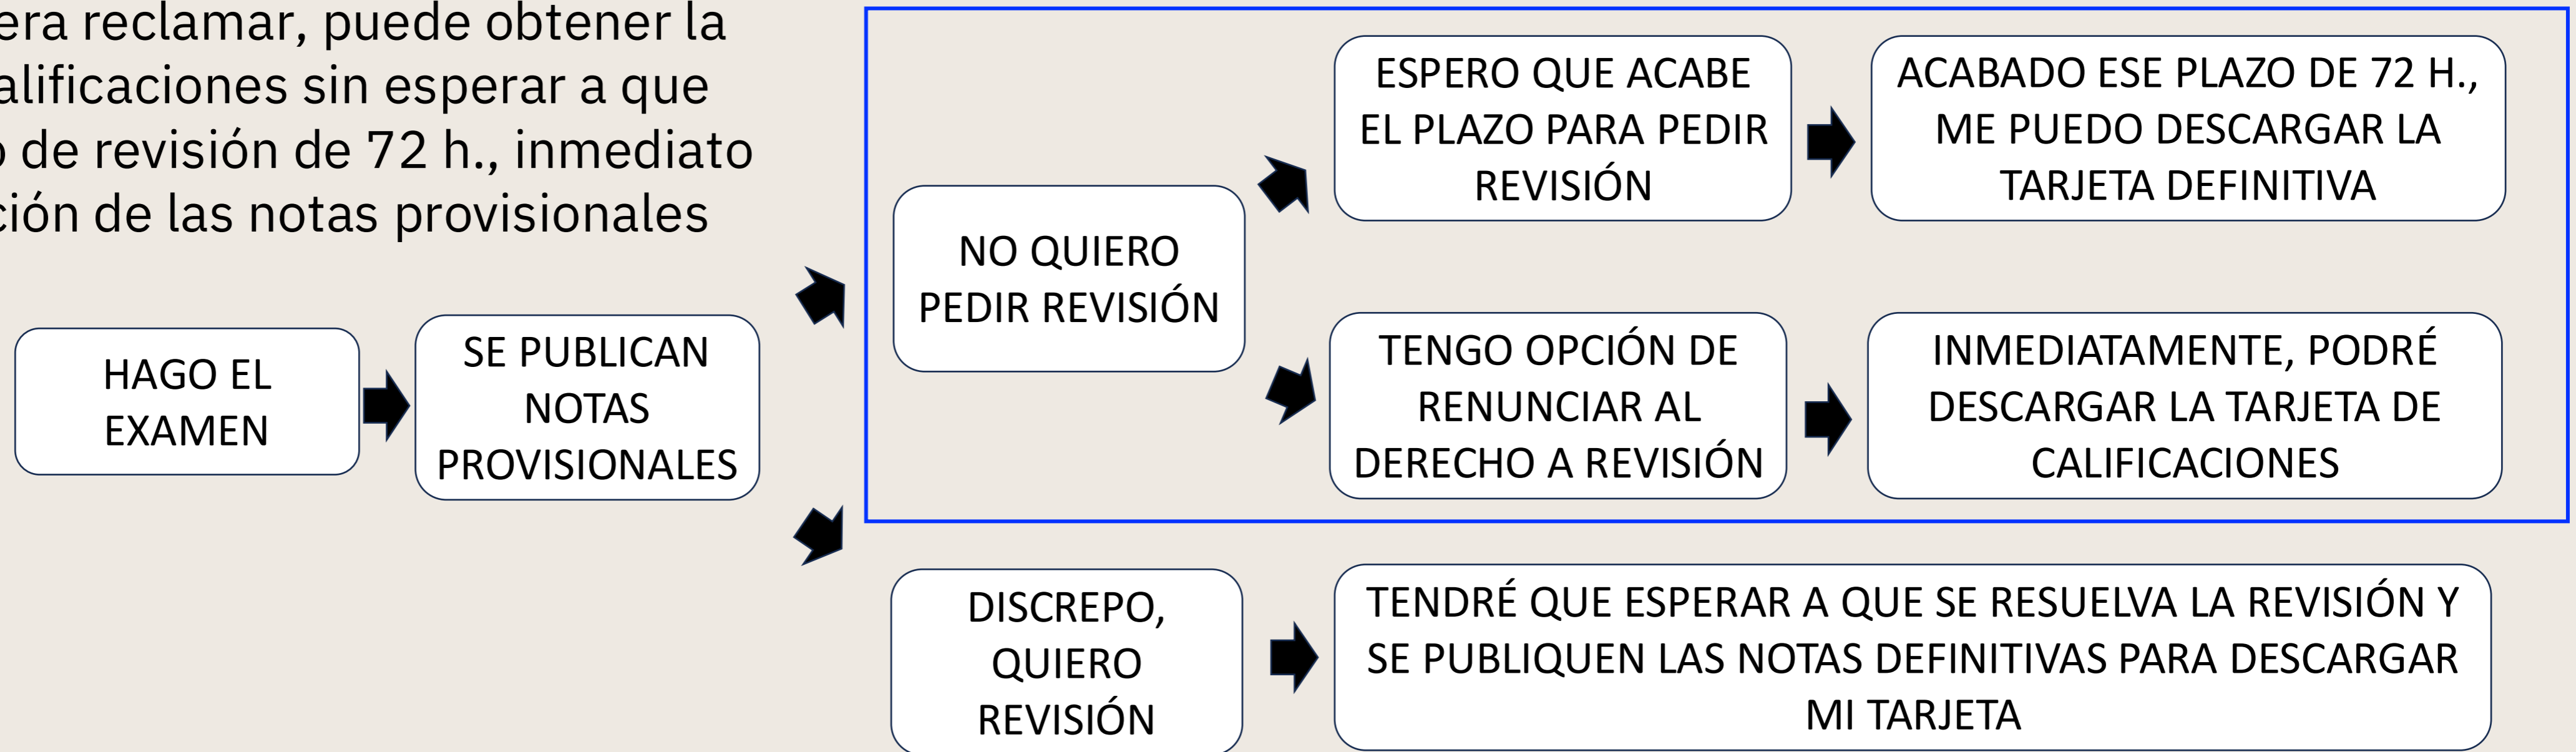 era reclamar, puede obtener la
alificaciones sin esperar a que
o de revisión de 72 h., inmediato
ción de las notas provisionales
HAGO EL
EXAMEN
SE PUBLICAN
NOTAS
PROVISIONALES
NO QUIERO
PEDIR REVISIÓN
ESPERO QUE ACABE
EL PLAZO PARA PEDIR
REVISIÓN
ACABADO ESE PLAZO DE 72 H.,
ME PUEDO DESCARGAR LA
TARJETA DEFINITIVA
TENGO OPCIÓN DE
RENUNCIAR AL
DERECHO A REVISIÓN
INMEDIATAMENTE, PODRÉ
DESCARGAR LA TARJETA DE
CALIFICACIONES
DISCREPO,
QUIERO
REVISIÓN
TENDRÉ QUE ESPERAR A QUE SE RESUELVA LA REVISIÓN Y
SE PUBLIQUEN LAS NOTAS DEFINITIVAS PARA DESCARGAR
MI TARJETA